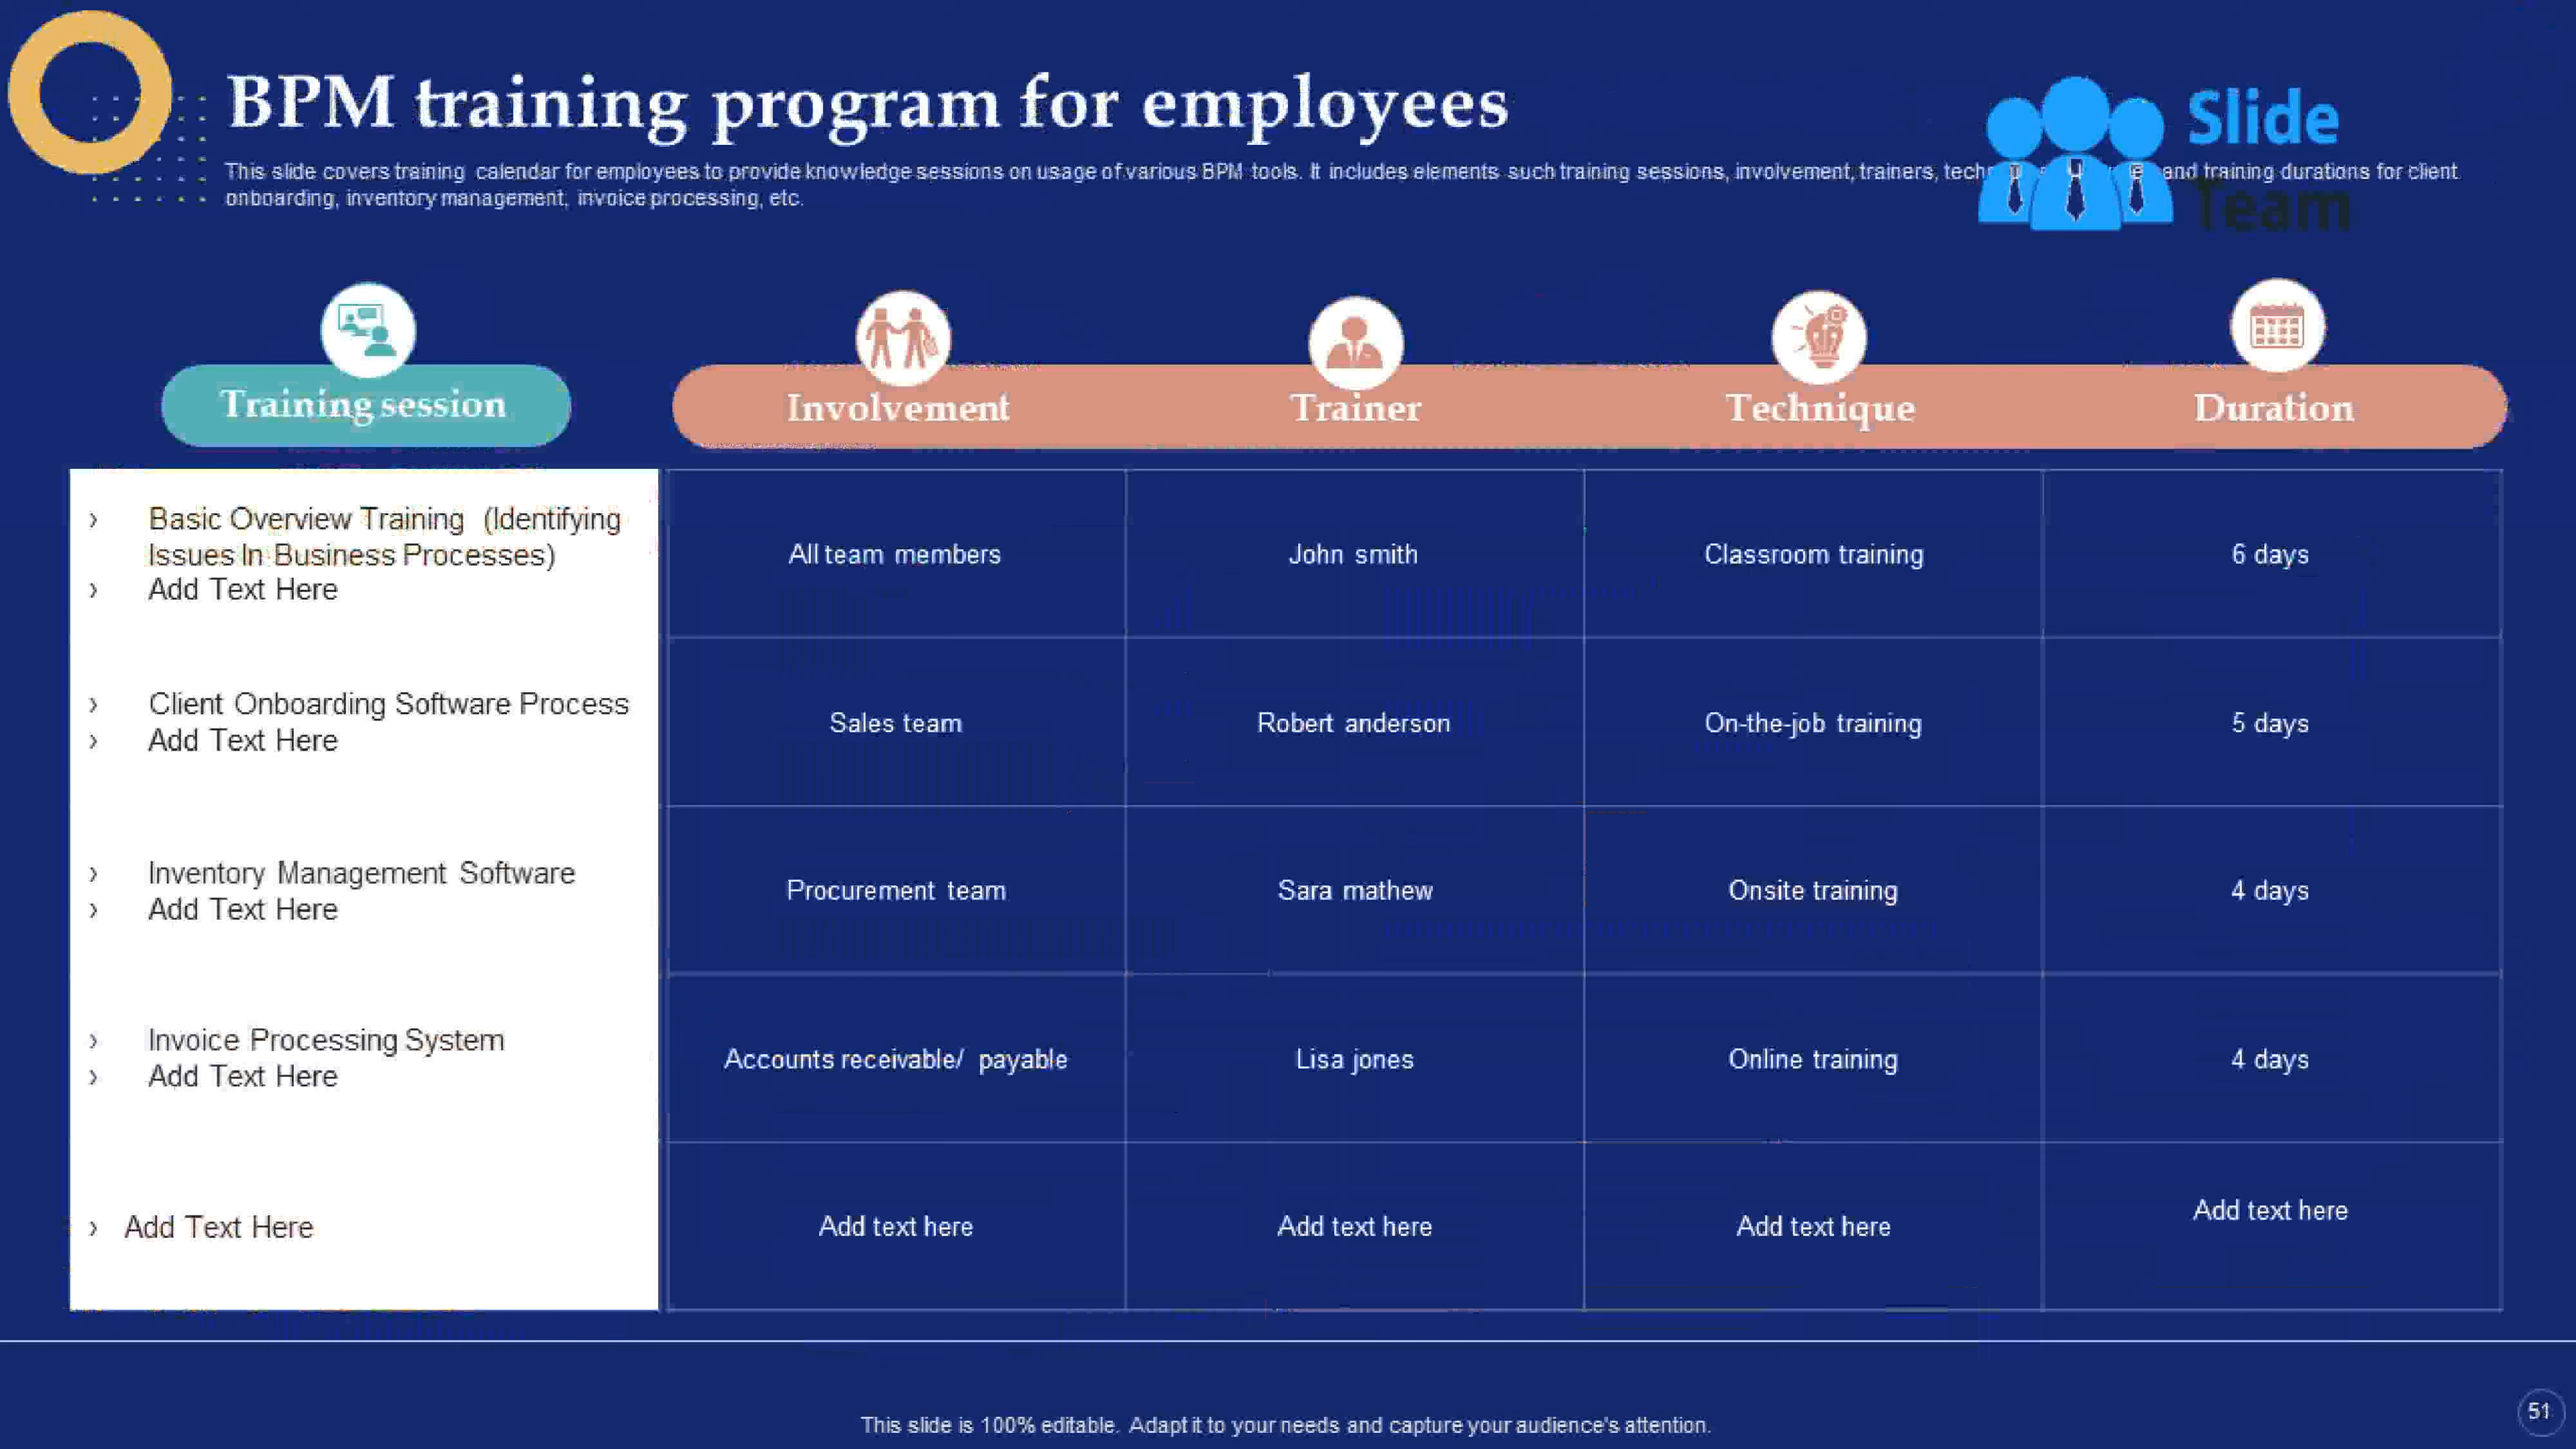 BPM training program for employees
Slide
Team
This slide covers training calendar for employees to provide knowledge sessions on usage of various BPM tools. It includes elements such training sessions, involvement, trainers, and training durations for client
onboarding, inventory management, invoice processing, etc.
Training session
Involvement
Trainer
Technique
Duration
› Basic Overview Training (Identifying
Issues In Business Processes)
› Add Text Here
All team members
John smith
Classroom training
6 days
› Client Onboarding Software Process
› Add Text Here
Sales team
Robert anderson
On-the-job training
5 days
› Inventory Management Software
› Add Text Here
Procurement team
Sara mathew
Onsite training
4 days
› Invoice Processing System
› Add Text Here
Accounts receivable/ payable
Lisa jones
Online training
4 days
› Add Text Here
Add text here
Add text here
Add text here
Add text here
This slide is 100% editable. Adapt it to your needs and capture your audience's attention.
51